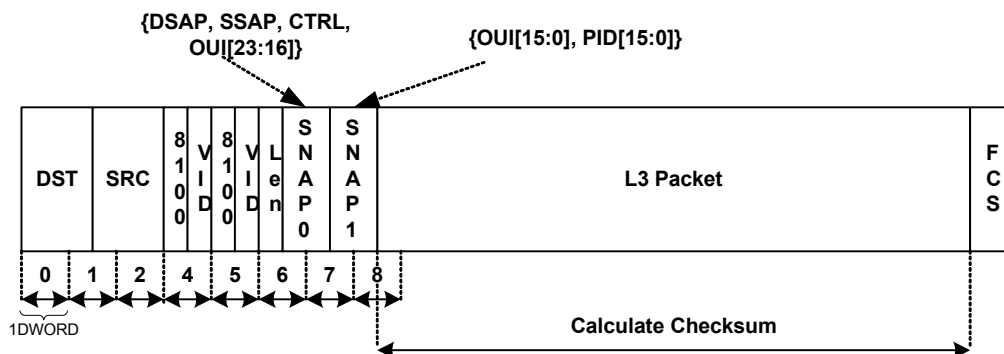 {DSAP, SSAP, CTRL,
OUI[23:16]}
{OUI[15:0], PID[15:0]}
DST
SRC
8100
VID
8100
VID
Len
SNAP0
SNAP1
L3 Packet
FCS
0 1 2 4 5 6 7 8
1DWORD
Calculate Checksum